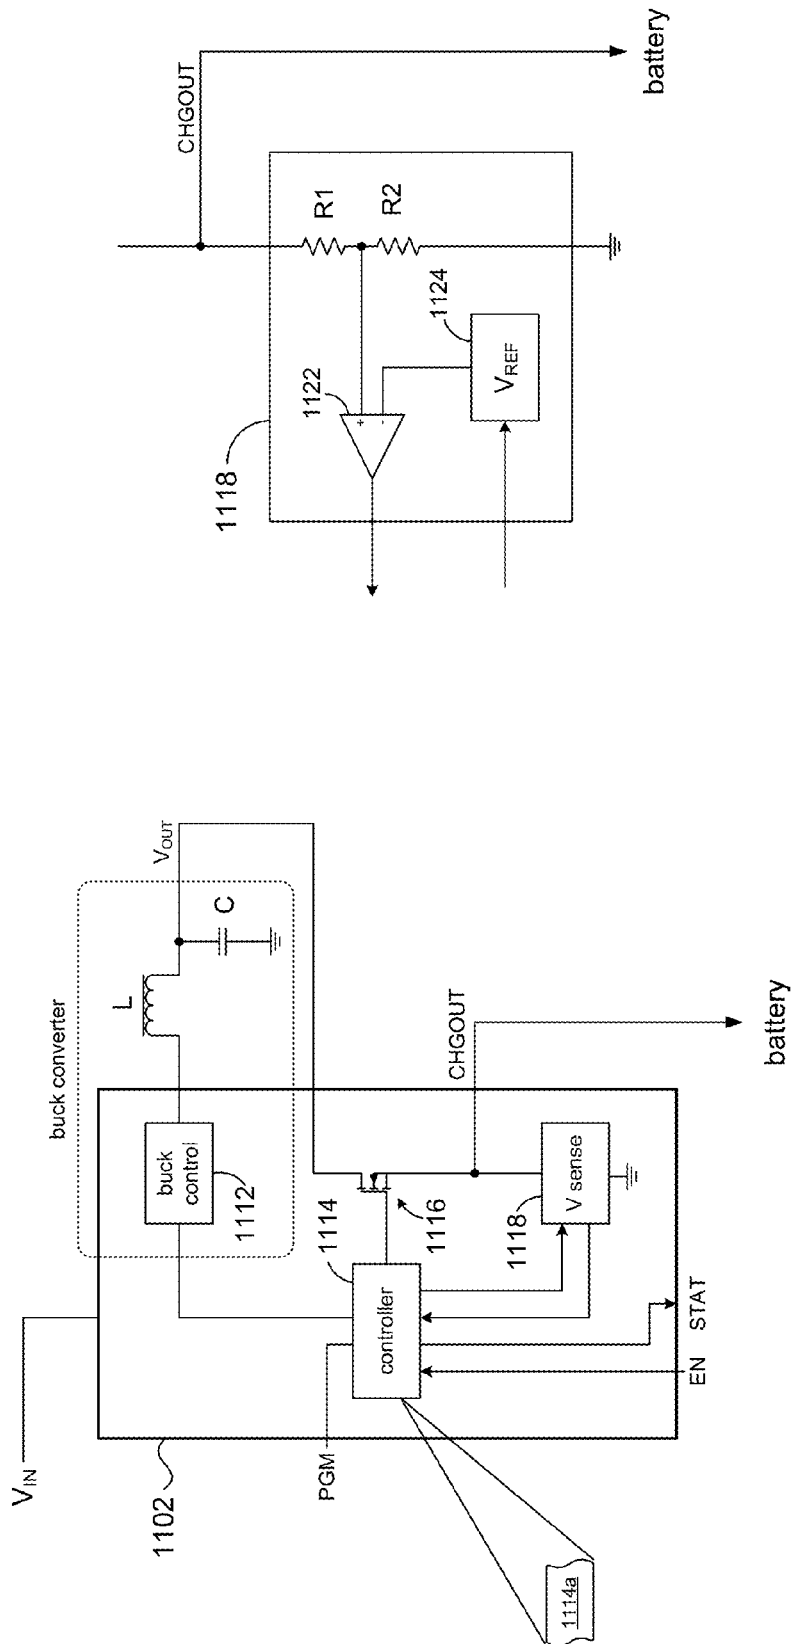 V_IN
1102
buck converter
buck
control
1112
L
C
V_OUT
PGM
controller
1114
1116
CHGOUT
V sense
1118
EN
STAT
battery
1114a
1118
1122
+
-
1124
V_REF
R1
R2
CHGOUT
battery